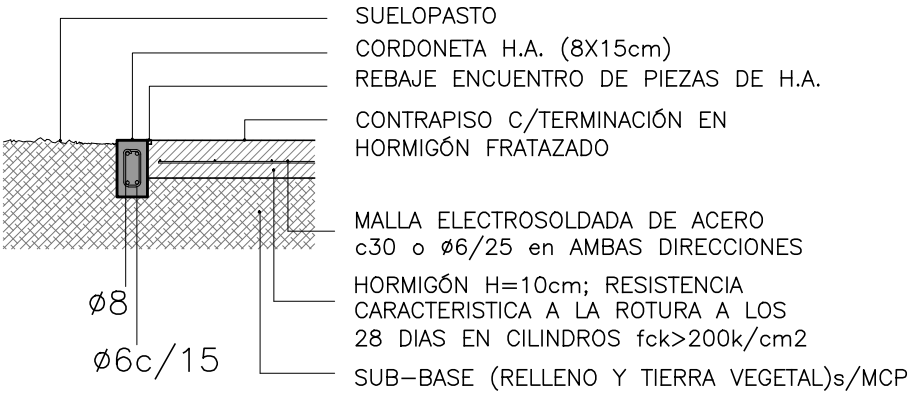 SUELOPASTO
CORDONETA H.A. (8X15cm)
REBAJE ENCUENTRO DE PIEZAS DE H.A.
CONTRAPISO C/TERMINACIÓN EN
HORMIGÓN FRATAZADO
MALLA ELECTROSOLDADA DE ACERO
c30 o ø6/25 en AMBAS DIRECCIONES
HORMIGÓN H=10cm; RESISTENCIA
CARACTERISTICA A LA ROTURA A LOS
28 DIAS EN CILINDROS fck>200k/cm2
SUB-BASE (RELLENO Y TIERRA VEGETAL)s/MCP
ø8
ø6c/15